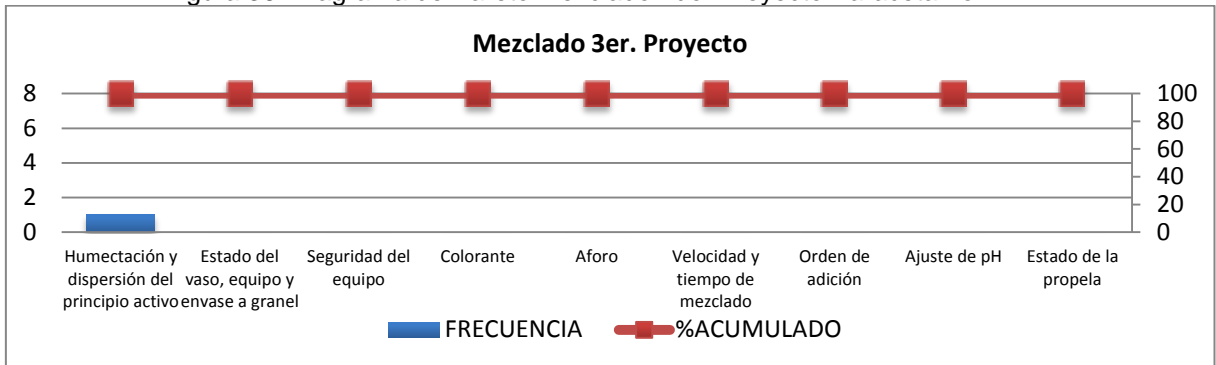 Mezclado 3er. Proyecto
8
6
4
2
0
100
80
60
40
20
0
Humectación y
dispersión del
principio activo
Estado del
vaso, equipo y
envase a granel
Seguridad del
equipo
Colorante
Aforo
Velocidad y
tiempo de
mezclado
Orden de
adición
Ajuste de pH
Estado de la
propela
FRECUENCIA
%ACUMULADO